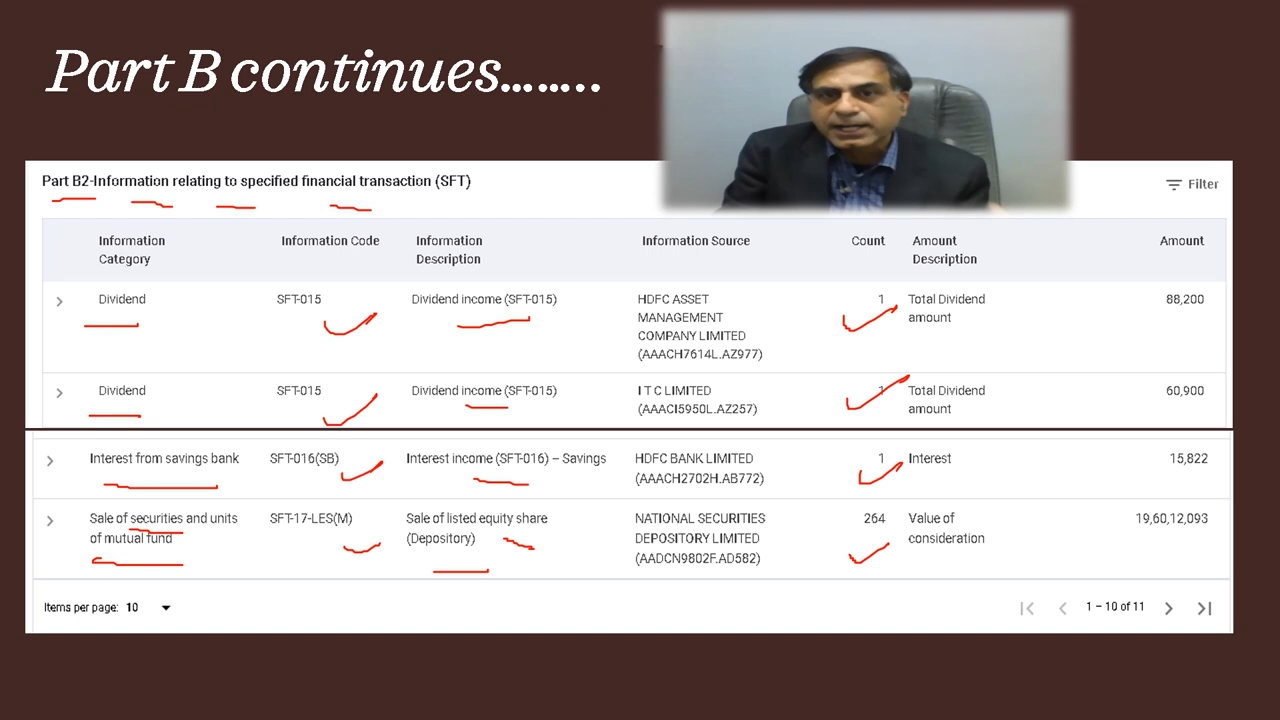 Part B continues........
Part B2-Information relating to specified financial transaction (SFT)
Filter
Information Category
Information Code
Information Description
Information Source
Count
Amount Description
Amount
Dividend
SFT-015
Dividend income (SFT-015)
HDFC ASSET
MANAGEMENT
COMPANY LIMITED
(AAACH7614L.AZ977)
1
Total Dividend
amount
88,200
Dividend
SFT-015
Dividend income (SFT-015)
I T C LIMITED
(AAACI5950L.AZ257)
1
Total Dividend
amount
60,900
Interest from savings bank
SFT-016(SB)
Interest income (SFT-016) – Savings
HDFC BANK LIMITED
(AAACH2702H.AB772)
1
Interest
15,822
Sale of securities and units
of mutual fund
SFT-17-LES(M)
Sale of listed equity share
(Depository)
NATIONAL SECURITIES
DEPOSITORY LIMITED
(AADCN9802F.AD582)
264
Value of
consideration
19,60,12,093
Items per page: 10
1 – 10 of 11